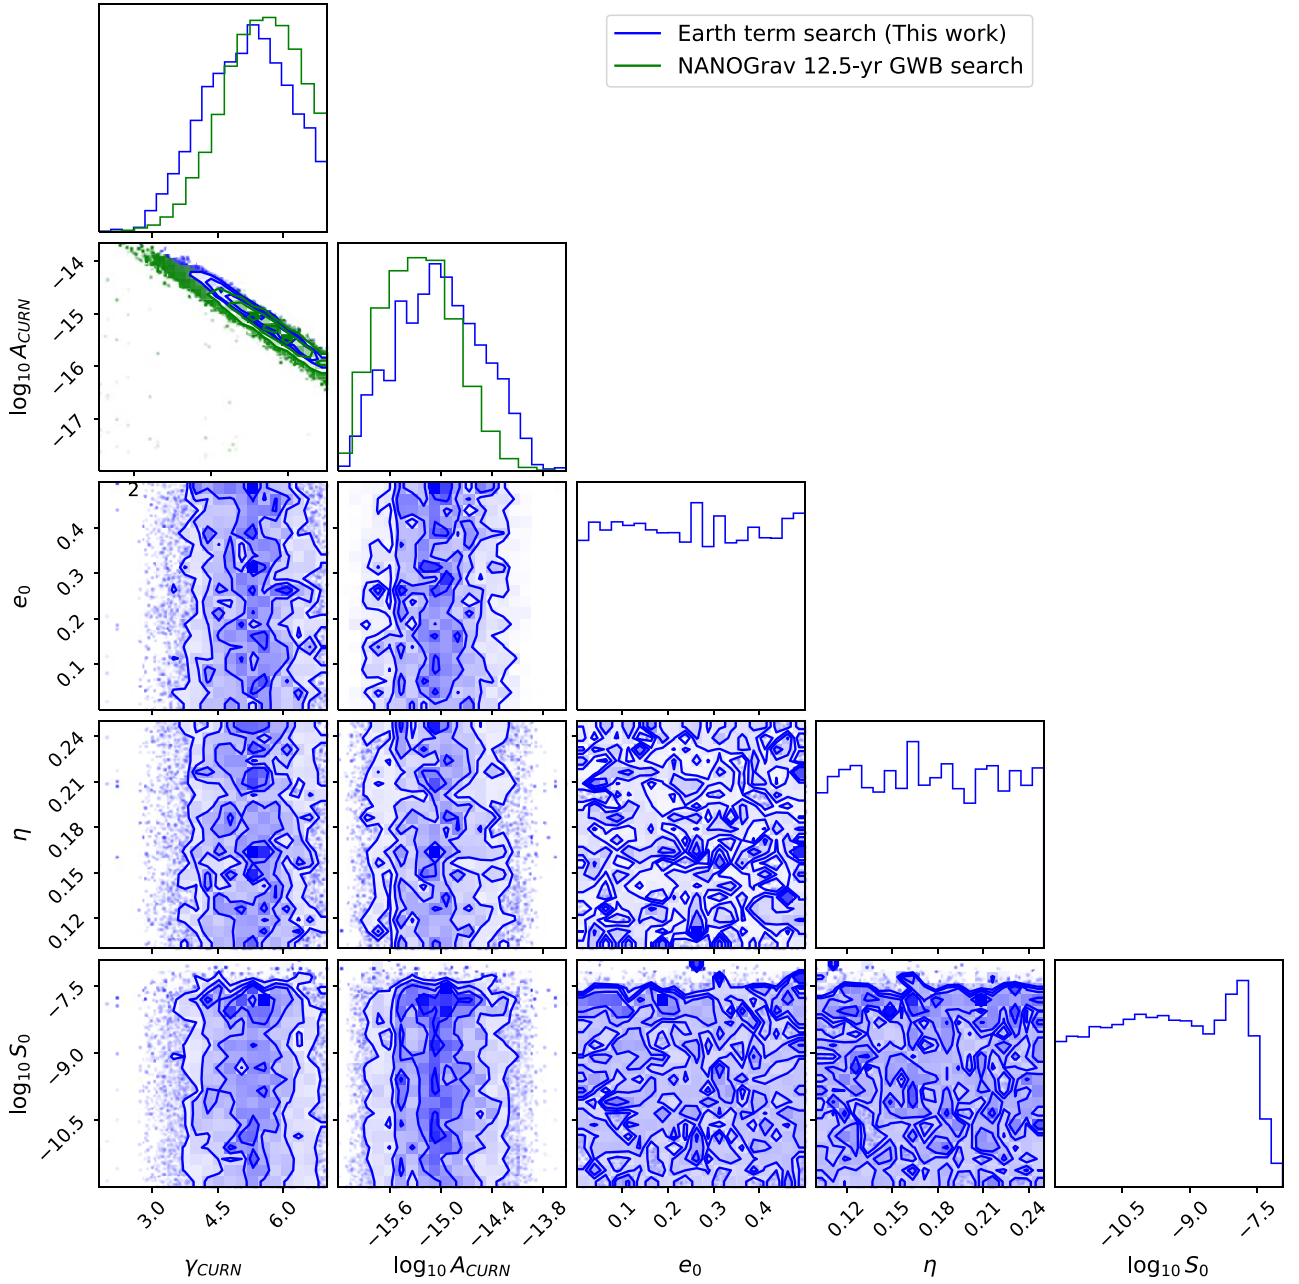 Earth term search (This work)
NANOGrav 12.5-yr GWB search
log₁₀ A_CURN
−14
−15
−16
−17
2
e₀
0.4
0.3
0.2
0.1
η
0.24
0.21
0.18
0.15
0.12
log₁₀ S₀
−7.5
−9.0
−10.5
3.0 4.5 6.0
−15.6 −15.0 −14.4 −13.8
0.1 0.2 0.3 0.4
0.12 0.15 0.18 0.21 0.24
−10.5 −9.0 −7.5
γ_CURN log₁₀ A_CURN e₀ η log₁₀ S₀